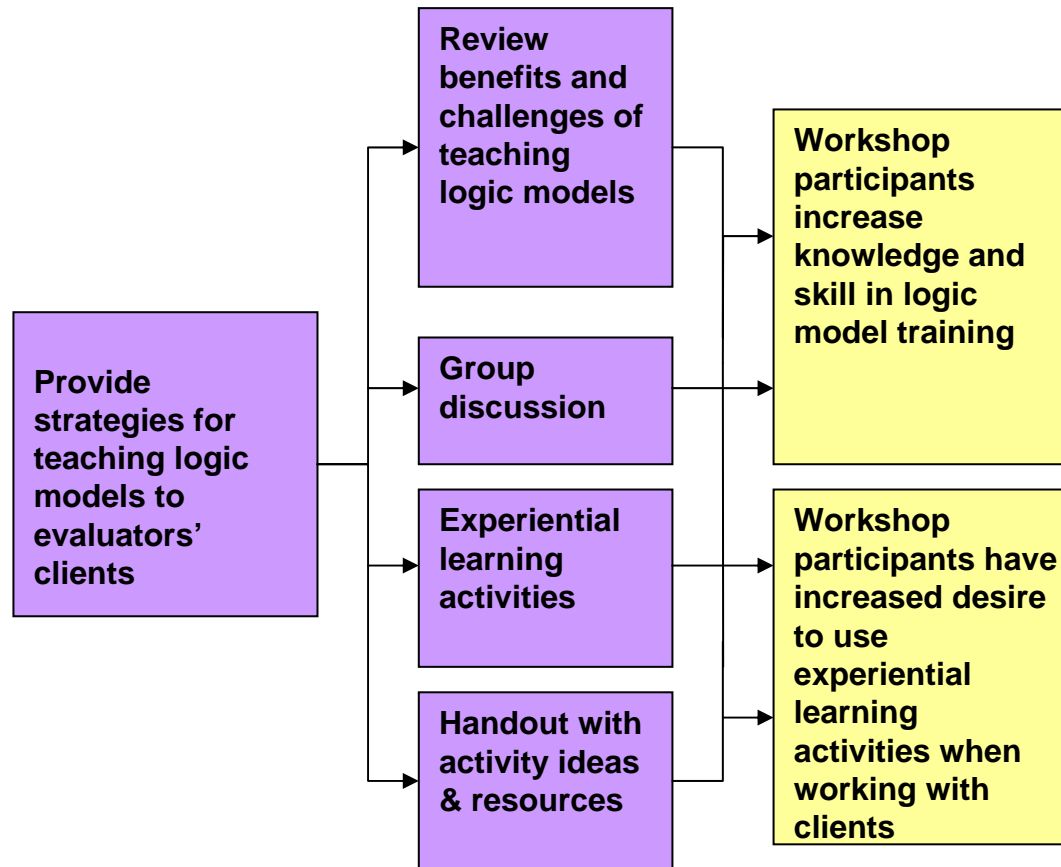 Provide
strategies for
teaching logic
models to
evaluators’
clients
Review
benefits and
challenges of
teaching
logic models
Group
discussion
Experiential
learning
activities
Handout with
activity ideas
& resources
Workshop
participants
increase
knowledge and
skill in logic
model training
Workshop
participants have
increased desire
to use
experiential
learning
activities when
working with
clients